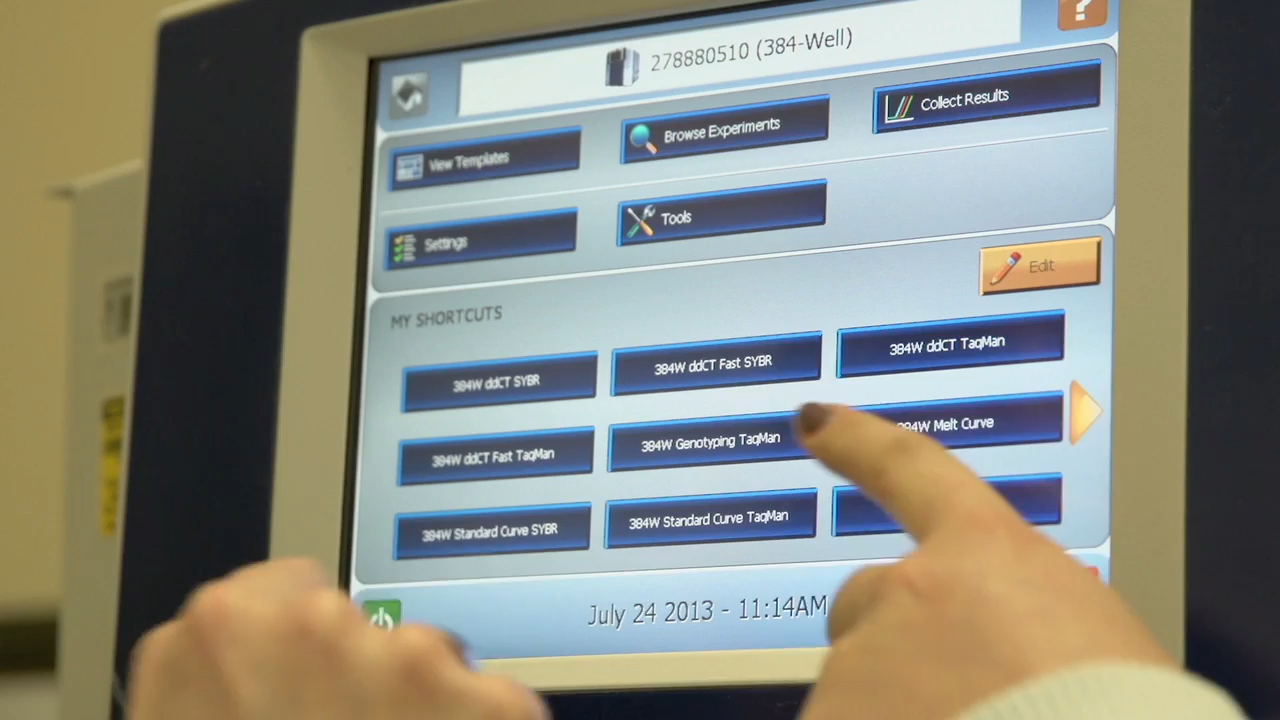 ?
278880510 (384-Well)
View Templates
Browse Experiments
Collect Results
Settings
Tools
Edit
MY SHORTCUTS
384W ddCT SYBR
384W ddCT Fast SYBR
384W ddCT TaqMan
384W ddCT Fast TaqMan
384W Genotyping TaqMan
384W Melt Curve
384W Standard Curve SYBR
384W Standard Curve TaqMan
July 24 2013 - 11:14AM